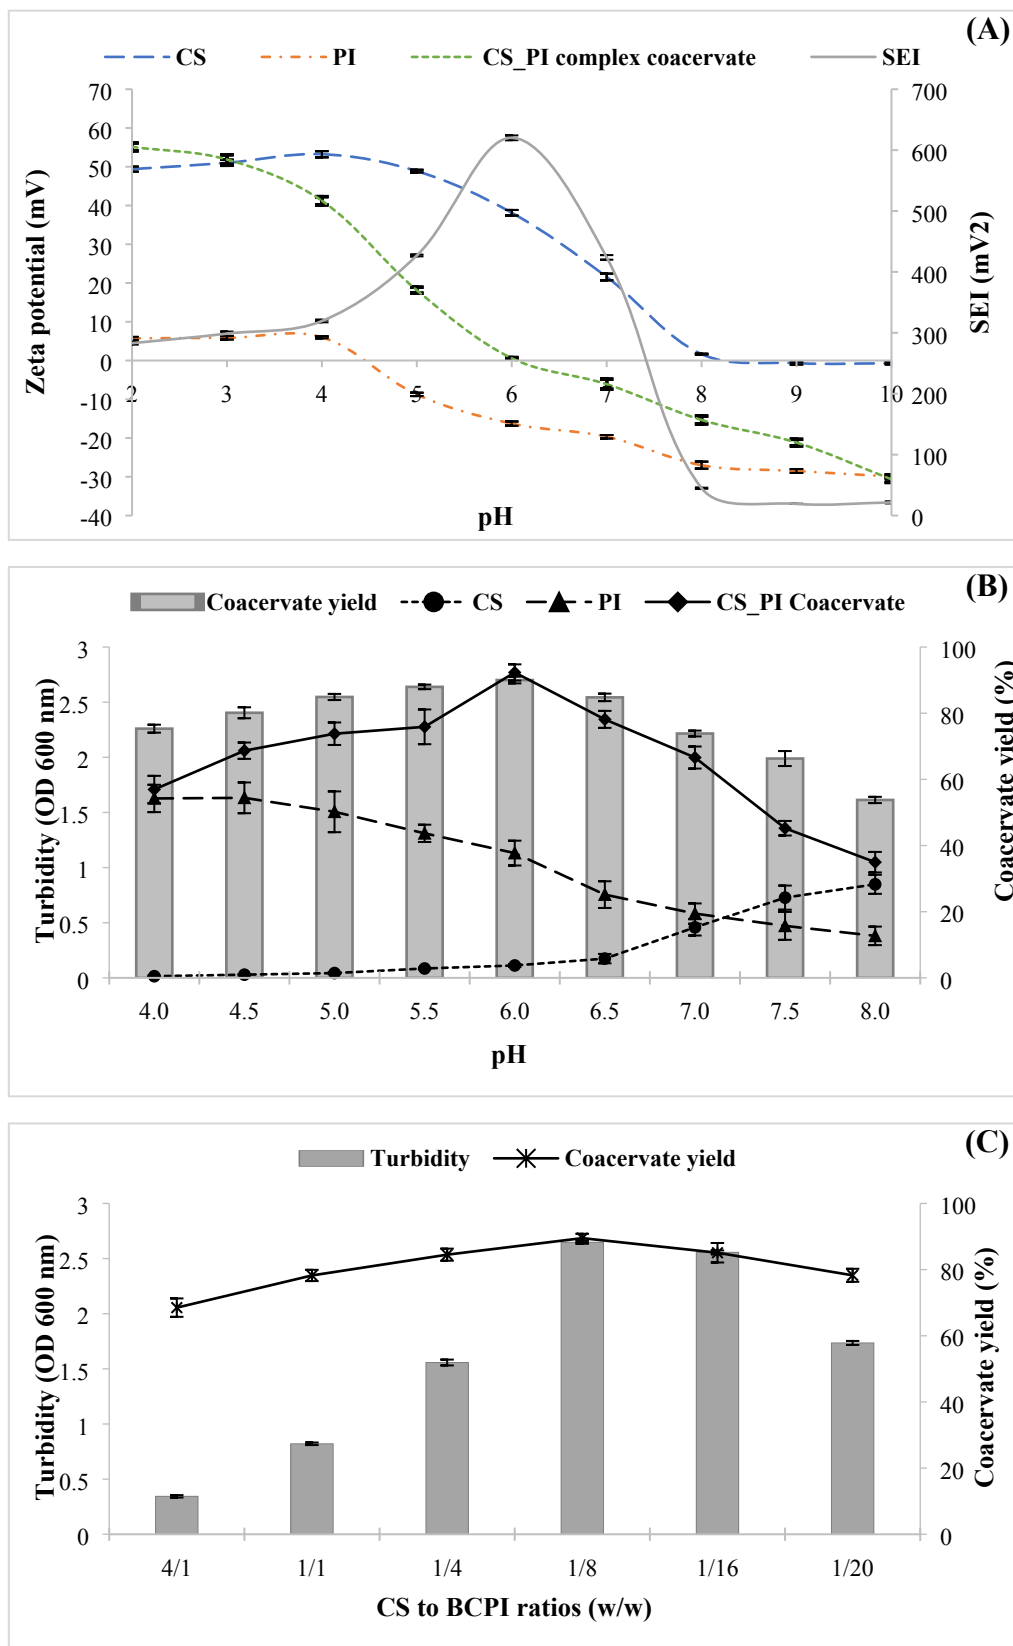 (A)
CS PI CS_PI complex coacervate SEI
70
60
50
40
30
20
10
0
-10
-20
-30
-40
Zeta potential (mV)
2 3 4 5 6 7 8 9 10
pH
700
600
500
400
300
200
100
0
SEI (mV2)
(B)
Coacervate yield CS PI CS_PI Coacervate
3
2.5
2
1.5
1
0.5
0
Turbidity (OD 600 nm)
4.0 4.5 5.0 5.5 6.0 6.5 7.0 7.5 8.0
pH
100
80
60
40
20
0
Coacervate yield (%)
(C)
Turbidity Coacervate yield
3
2.5
2
1.5
1
0.5
0
Turbidity (OD 600 nm)
4/1 1/1 1/4 1/8 1/16 1/20
CS to BCPI ratios (w/w)
100
80
60
40
20
0
Coacervate yield (%)